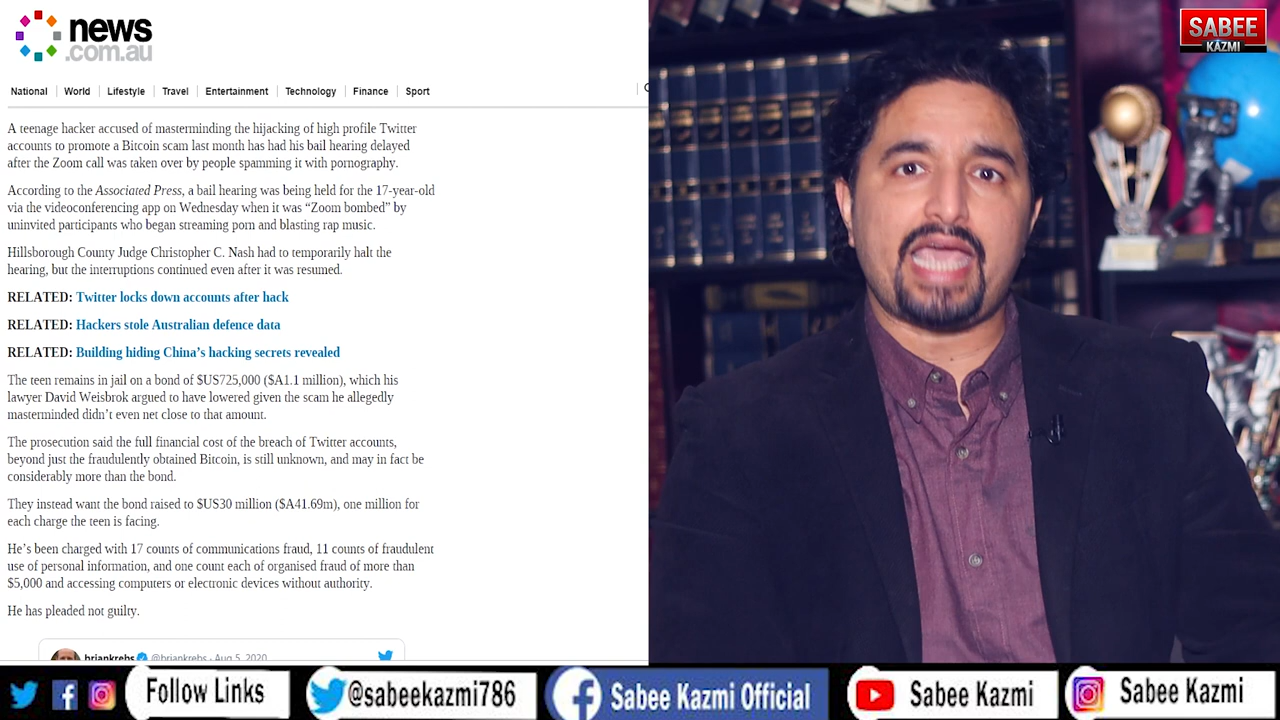 news
.com.au
National World Lifestyle Travel Entertainment Technology Finance Sport
A teenage hacker accused of masterminding the hijacking of high profile Twitter
accounts to promote a Bitcoin scam last month has had his bail hearing delayed
after the Zoom call was taken over by people spamming it with pornography.
According to the Associated Press, a bail hearing was being held for the 17-year-old
via the videoconferencing app on Wednesday when it was “Zoom bombed” by
uninvited participants who began streaming porn and blasting rap music.
Hillsborough County Judge Christopher C. Nash had to temporarily halt the
hearing, but the interruptions continued even after it was resumed.
RELATED: Twitter locks down accounts after hack
RELATED: Hackers stole Australian defence data
RELATED: Building hiding China’s hacking secrets revealed
The teen remains in jail on a bond of $US725,000 ($A1.1 million), which his
lawyer David Weisbrok argued to have lowered given the scam he allegedly
masterminded didn’t even net close to that amount.
The prosecution said the full financial cost of the breach of Twitter accounts,
beyond just the fraudulently obtained Bitcoin, is still unknown, and may in fact be
considerably more than the bond.
They instead want the bond raised to $US30 million ($A41.69m), one million for
each charge the teen is facing.
He’s been charged with 17 counts of communications fraud, 11 counts of fraudulent
use of personal information, and one count each of organised fraud of more than
$5,000 and accessing computers or electronic devices without authority.
He has pleaded not guilty.
briankrebs @briankrebs · Aug 5, 2020
SABEE
KAZMI
Follow Links @sabeekazmi786 Sabee Kazmi Official Sabee Kazmi Sabee Kazmi